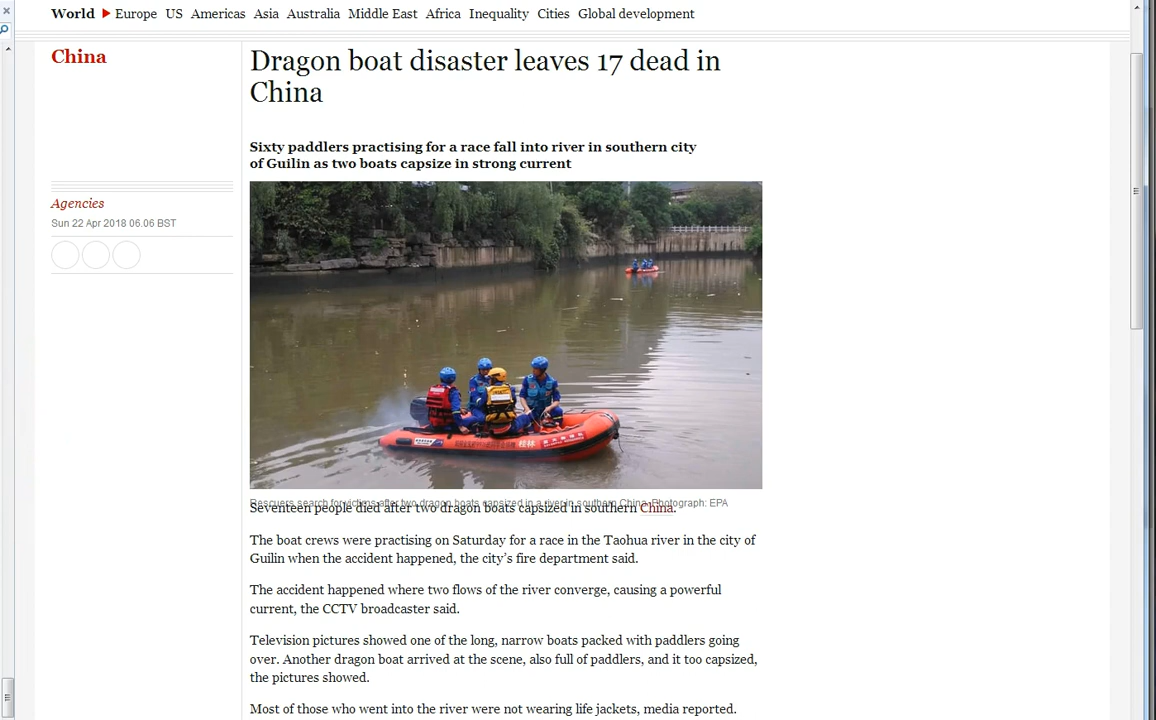 World Europe US Americas Asia Australia Middle East Africa Inequality Cities Global development
China
Dragon boat disaster leaves 17 dead in
China
Sixty paddlers practising for a race fall into river in southern city
of Guilin as two boats capsize in strong current
Agencies
Sun 22 Apr 2018 06.06 BST
Rescuers search for victims after two dragon boats capsized in a river in southern China. Photograph: EPA
Seventeen people died after two dragon boats capsized in southern China.
The boat crews were practising on Saturday for a race in the Taohua river in the city of
Guilin when the accident happened, the city’s fire department said.
The accident happened where two flows of the river converge, causing a powerful
current, the CCTV broadcaster said.
Television pictures showed one of the long, narrow boats packed with paddlers going
over. Another dragon boat arrived at the scene, also full of paddlers, and it too capsized,
the pictures showed.
Most of those who went into the river were not wearing life jackets, media reported.